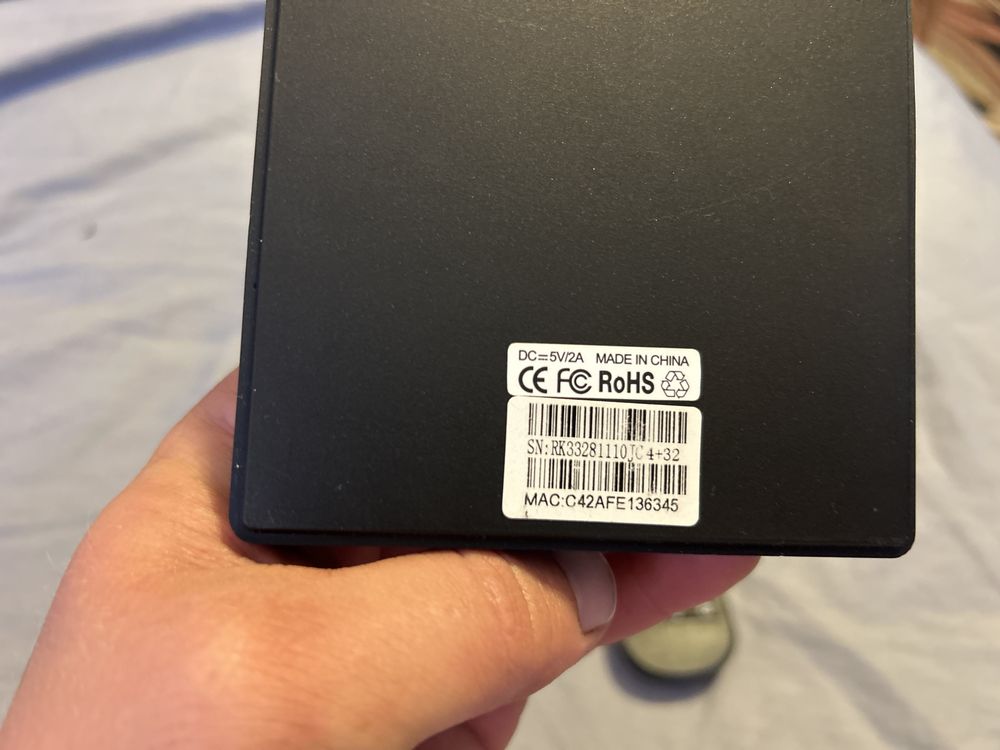 DC=5V/2A MADE IN CHINA
CE FC RoHS
SN:RK33281110JC4+32
MAC:C42AFE136345